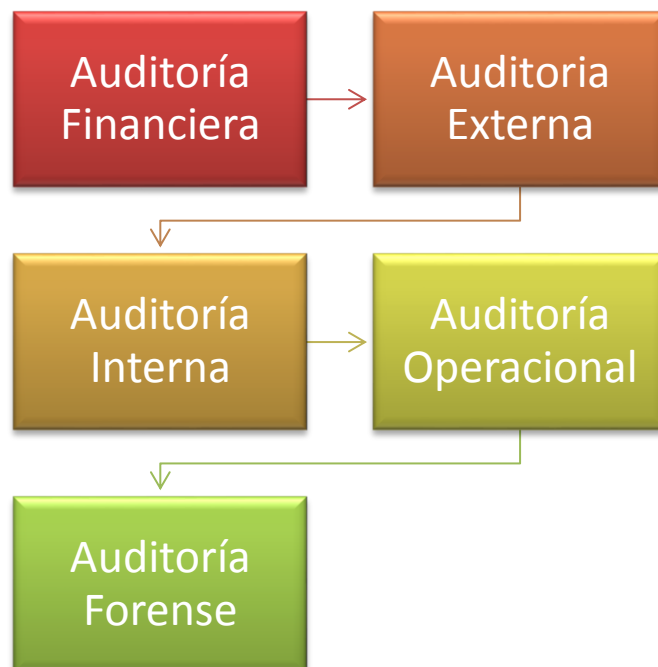 Auditoría
Financiera
Auditoria
Externa
Auditoría
Interna
Auditoría
Operacional
Auditoría
Forense